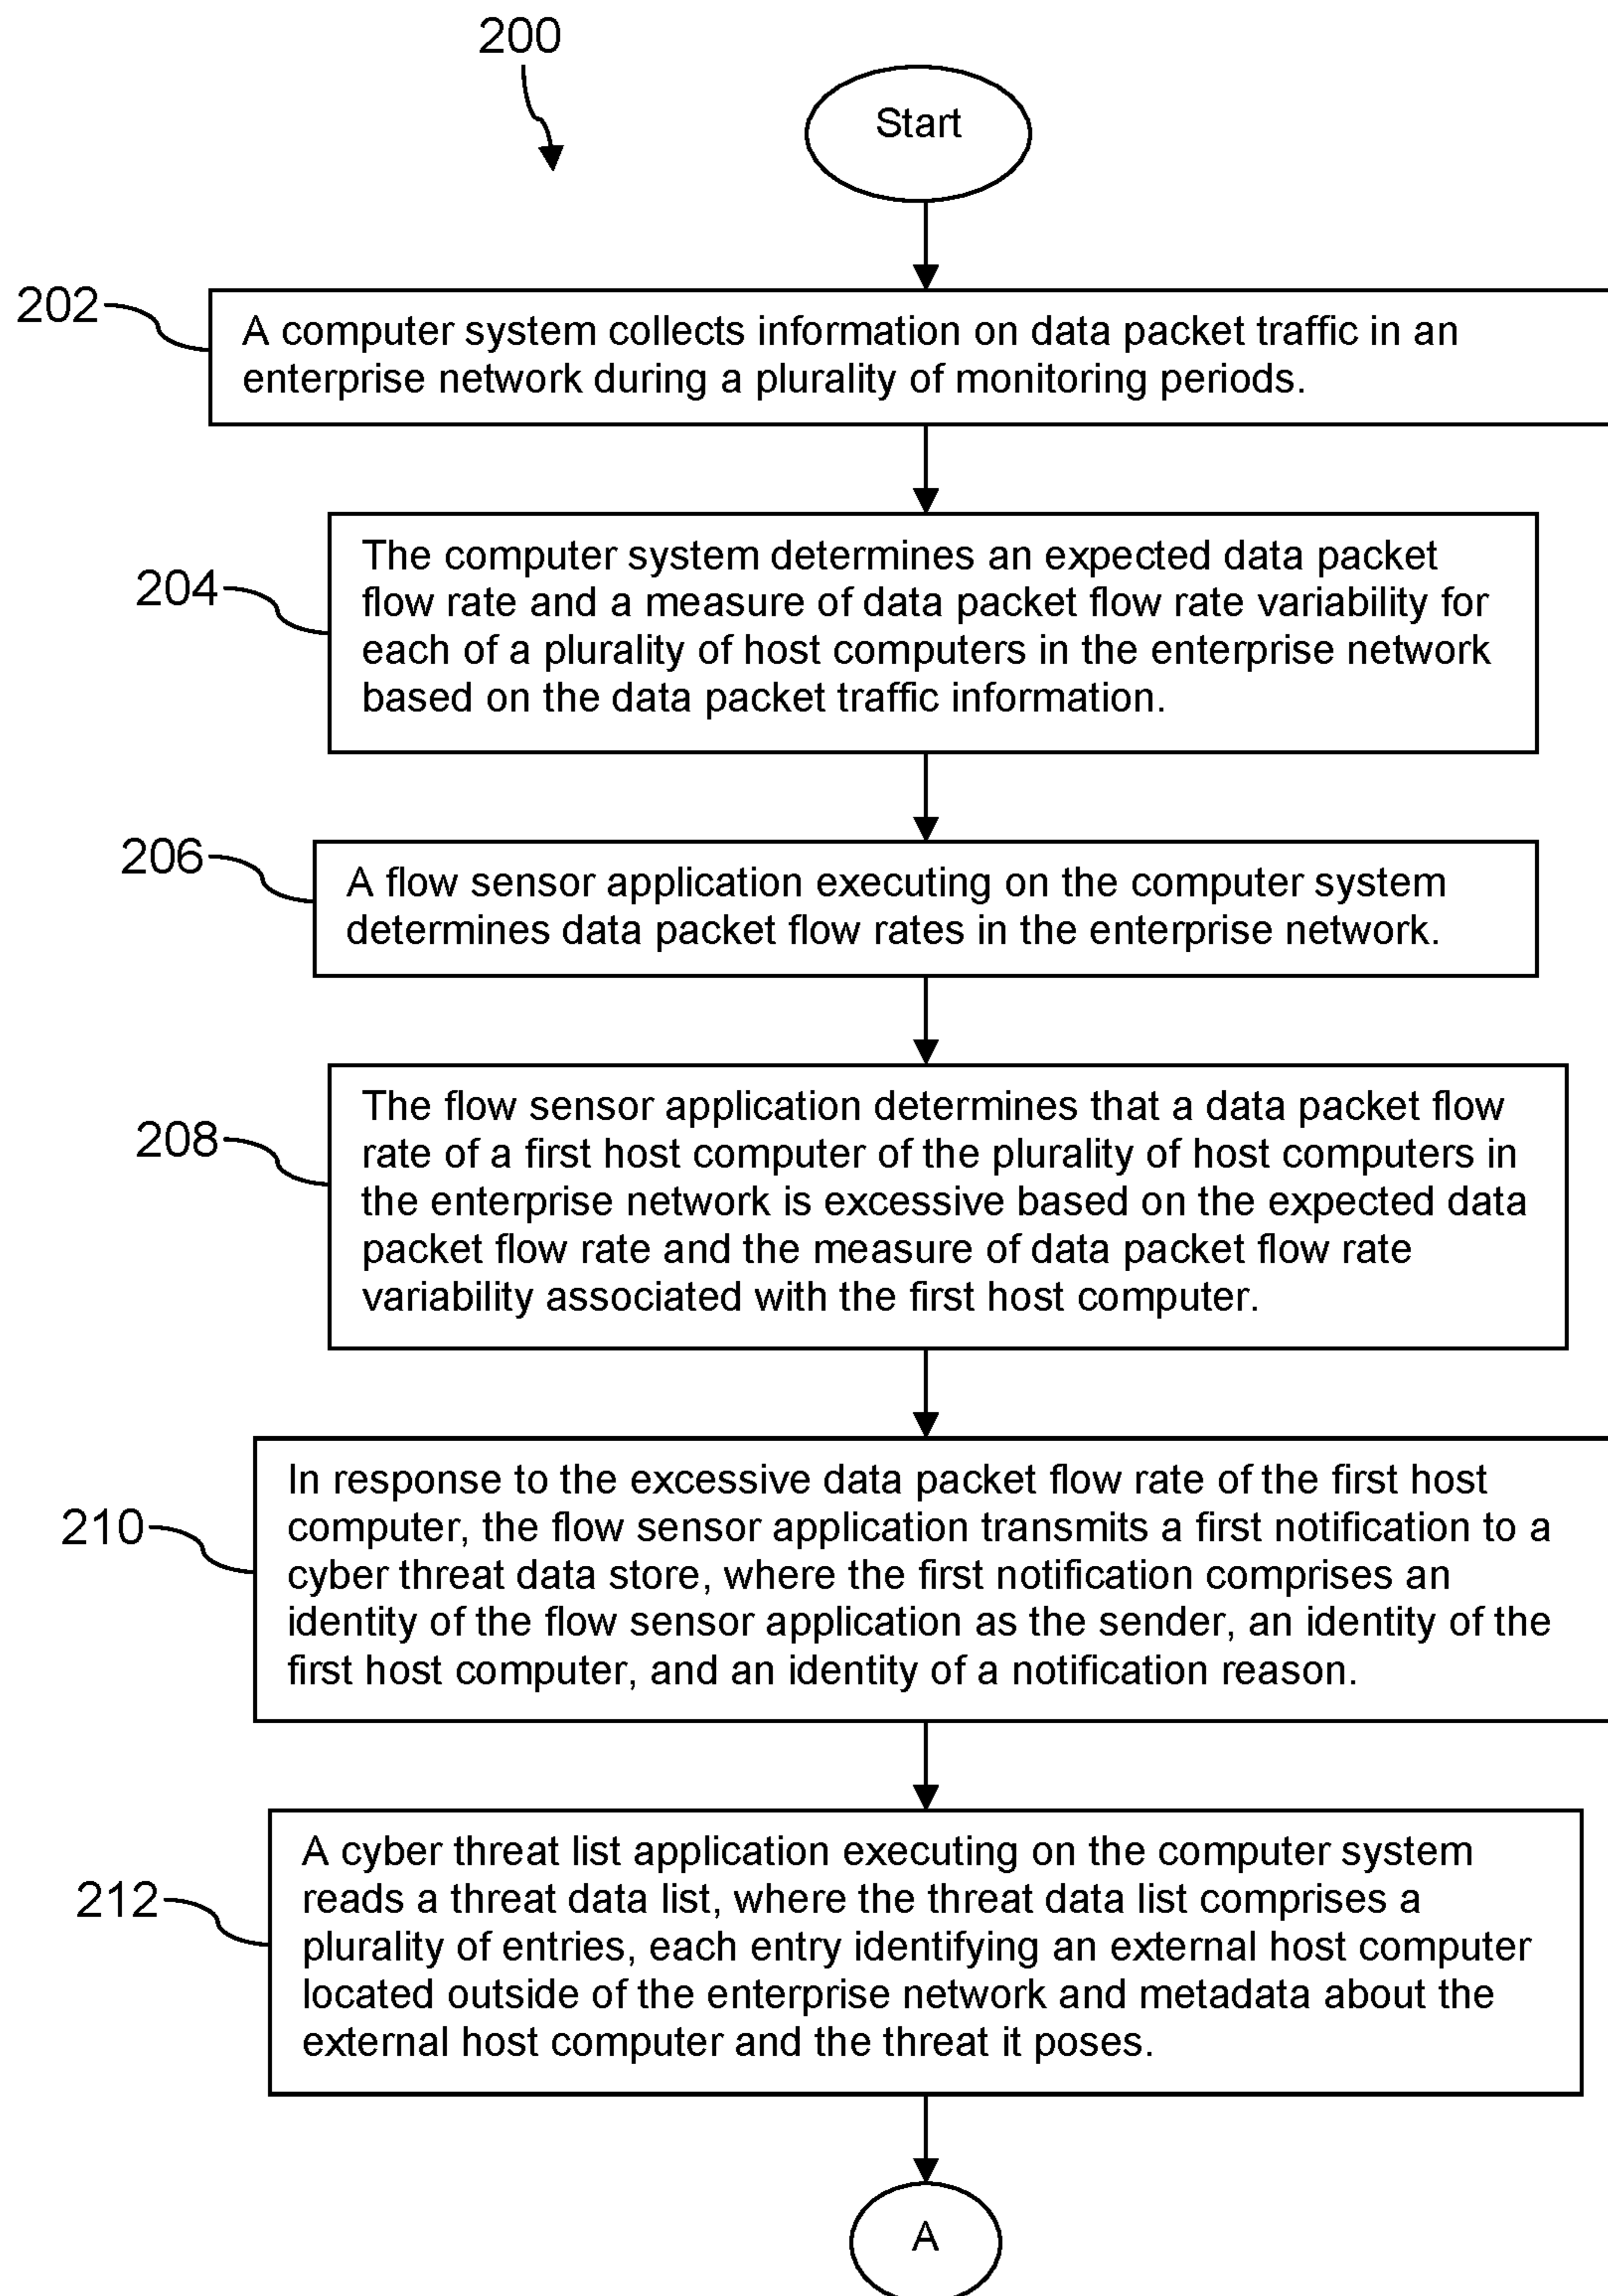 200
Start
202
A computer system collects information on data packet traffic in an
enterprise network during a plurality of monitoring periods.
204
The computer system determines an expected data packet
flow rate and a measure of data packet flow rate variability for
each of a plurality of host computers in the enterprise network
based on the data packet traffic information.
206
A flow sensor application executing on the computer system
determines data packet flow rates in the enterprise network.
208
The flow sensor application determines that a data packet flow
rate of a first host computer of the plurality of host computers in
the enterprise network is excessive based on the expected data
packet flow rate and the measure of data packet flow rate
variability associated with the first host computer.
210
In response to the excessive data packet flow rate of the first host
computer, the flow sensor application transmits a first notification to a
cyber threat data store, where the first notification comprises an
identity of the flow sensor application as the sender, an identity of the
first host computer, and an identity of a notification reason.
212
A cyber threat list application executing on the computer system
reads a threat data list, where the threat data list comprises a
plurality of entries, each entry identifying an external host computer
located outside of the enterprise network and metadata about the
external host computer and the threat it poses.
A